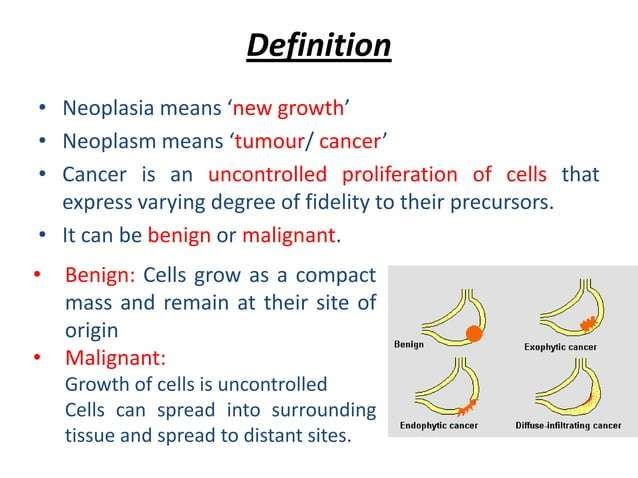 Definition
• Neoplasia means ‘new growth’
• Neoplasm means ‘tumour/ cancer’
• Cancer is an uncontrolled proliferation of cells that
express varying degree of fidelity to their precursors.
• It can be benign or malignant.
• Benign: Cells grow as a compact
mass and remain at their site of
origin
• Malignant:
Growth of cells is uncontrolled
Cells can spread into surrounding
tissue and spread to distant sites.
Benign
Exophytic cancer
Endophytic cancer
Diffuse-infiltrating cancer